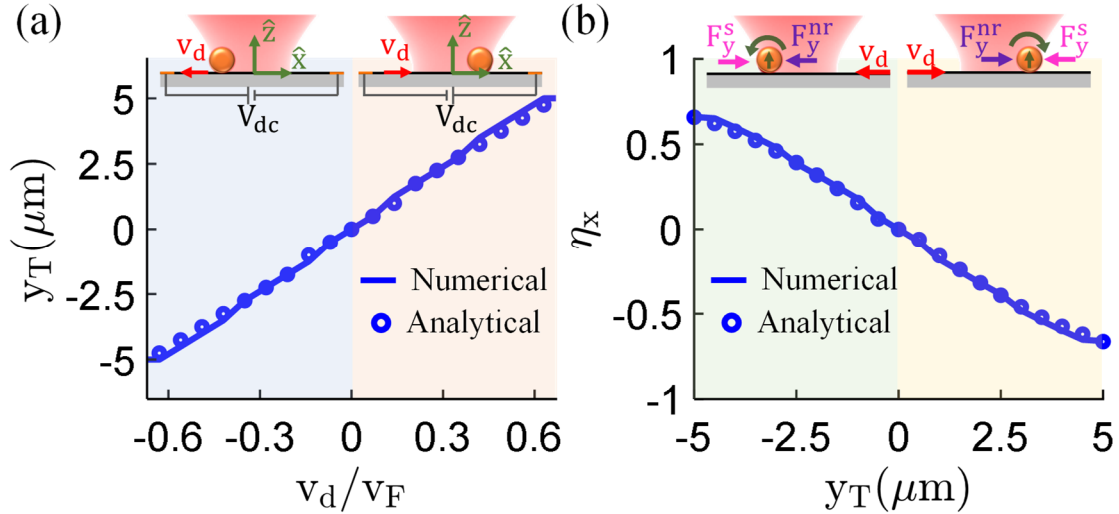 (a)
ẑ
v_d
x̂
V_dc
ẑ
v_d
x̂
V_dc
5
2.5
0
-2.5
-5
y_T(μm)
Numerical
Analytical
-0.6
-0.3
0
0.3
0.6
v_d/v_F
(b)
F_y^s
F_y^nr
v_d
v_d
F_y^nr
F_y^s
1
0.5
0
-0.5
-1
η_x
Numerical
Analytical
-5
-2.5
0
2.5
5
y_T(μm)